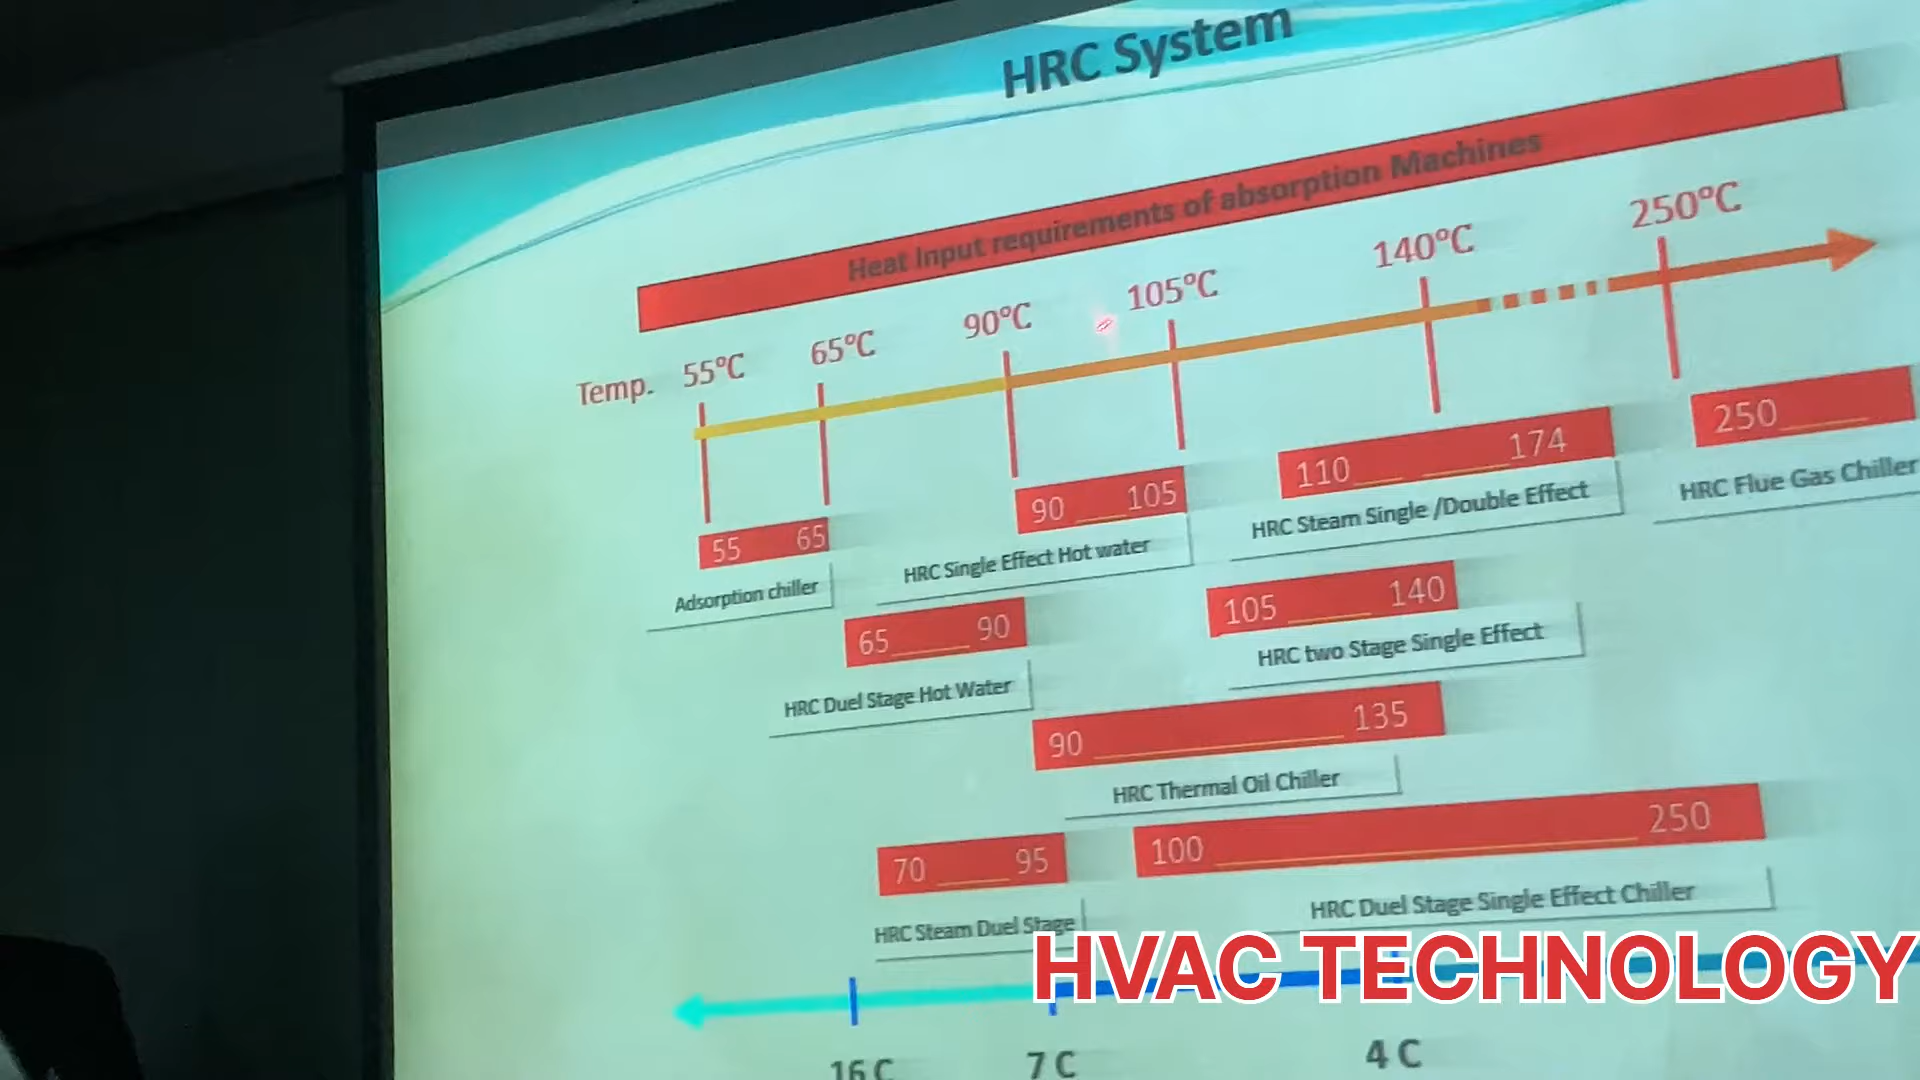 HRC System
Heat Input requirements of absorption Machines
Temp. 55°C 65°C 90°C 105°C 140°C 250°C
250
110 174
HRC Flue Gas Chiller
90 105
HRC Steam Single /Double Effect
55 65
HRC Single Effect Hot water
Adsorption chiller
105 140
65 90
HRC two Stage Single Effect
HRC Duel Stage Hot Water
90 135
HRC Thermal Oil Chiller
100 250
70 95
HRC Duel Stage Single Effect Chiller
HRC Steam Duel Stage
HVAC TECHNOLOGY
16 C 7 C 4 C